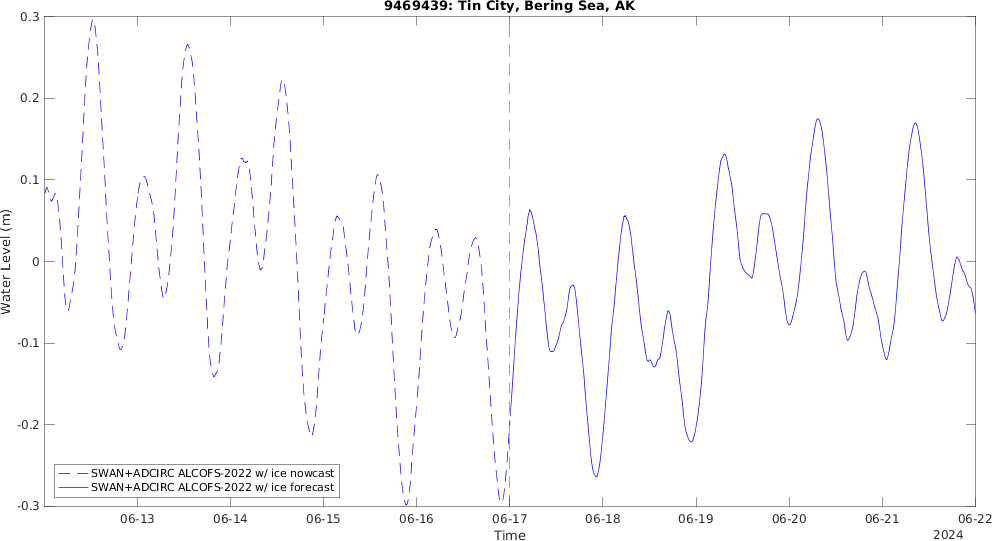 9469439: Tin City, Bering Sea, AK
Water Level (m)
0.3
0.2
0.1
0
-0.1
-0.2
-0.3
SWAN+ADCIRC ALCOFS-2022 w/ ice nowcast
SWAN+ADCIRC ALCOFS-2022 w/ ice forecast
06-13 06-14 06-15 06-16 06-17 06-18 06-19 06-20 06-21 06-22
Time
2024